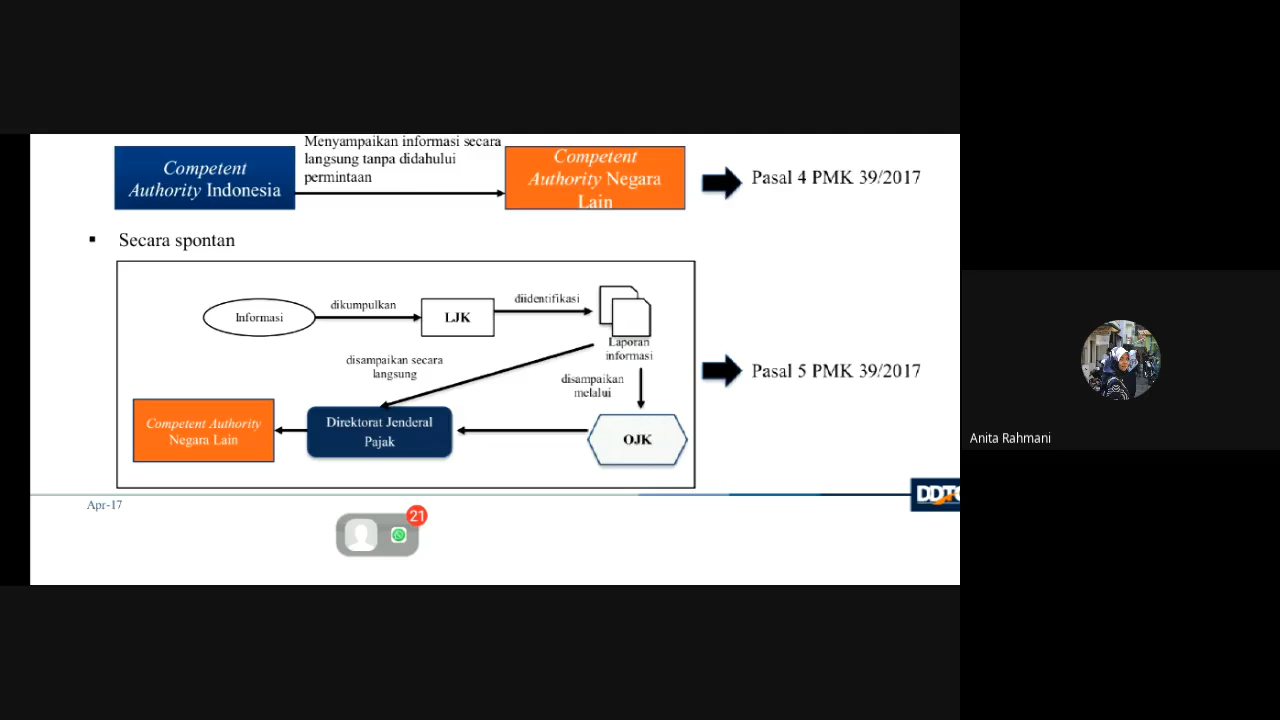 Menyampaikan informasi secara
langsung tanpa didahului
permintaan
Competent
Authority Indonesia
Competent
Authority Negara
Lain
Pasal 4 PMK 39/2017
▪ Secara spontan
Informasi
dikumpulkan
LJK
diidentifikasi
Laporan
informasi
disampaikan secara
langsung
disampaikan
melalui
Pasal 5 PMK 39/2017
Competent Authority
Negara Lain
Direktorat Jenderal
Pajak
OJK
Apr-17
DDTC
21
Anita Rahmani